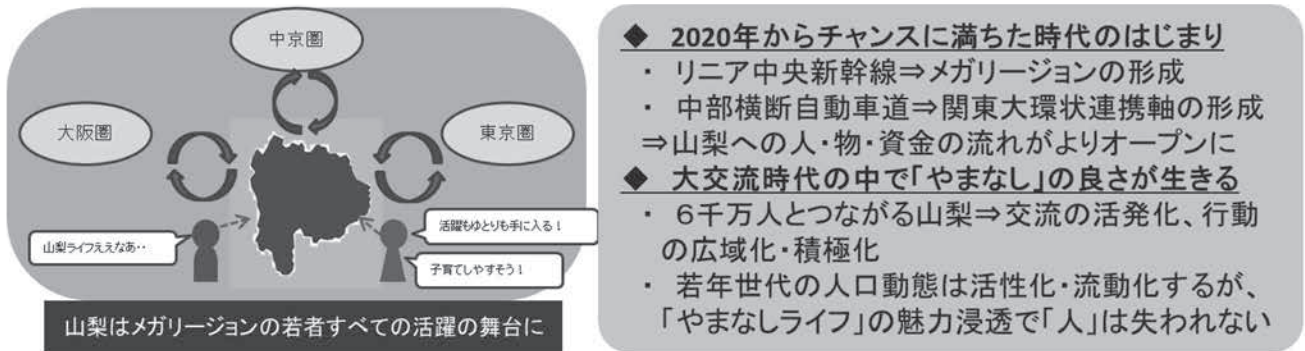 中京圏
大阪圏
東京圏
山梨ライフええなあ・・
活躍もゆとりも手に入る！
子育てしやすそう！
山梨はメガリージョンの若者すべての活躍の舞台に
◆ 2020年からチャンスに満ちた時代のはじまり
・ リニア中央新幹線⇒メガリージョンの形成
・ 中部横断自動車道⇒関東大環状連携軸の形成
⇒山梨への人・物・資金の流れがよりオープンに
◆ 大交流時代の中で「やまなし」の良さが生きる
・ ６千万人とつながる山梨⇒交流の活発化、行動
の広域化・積極化
・ 若年世代の人口動態は活性化・流動化するが、
「やまなしライフ」の魅力浸透で「人」は失われない